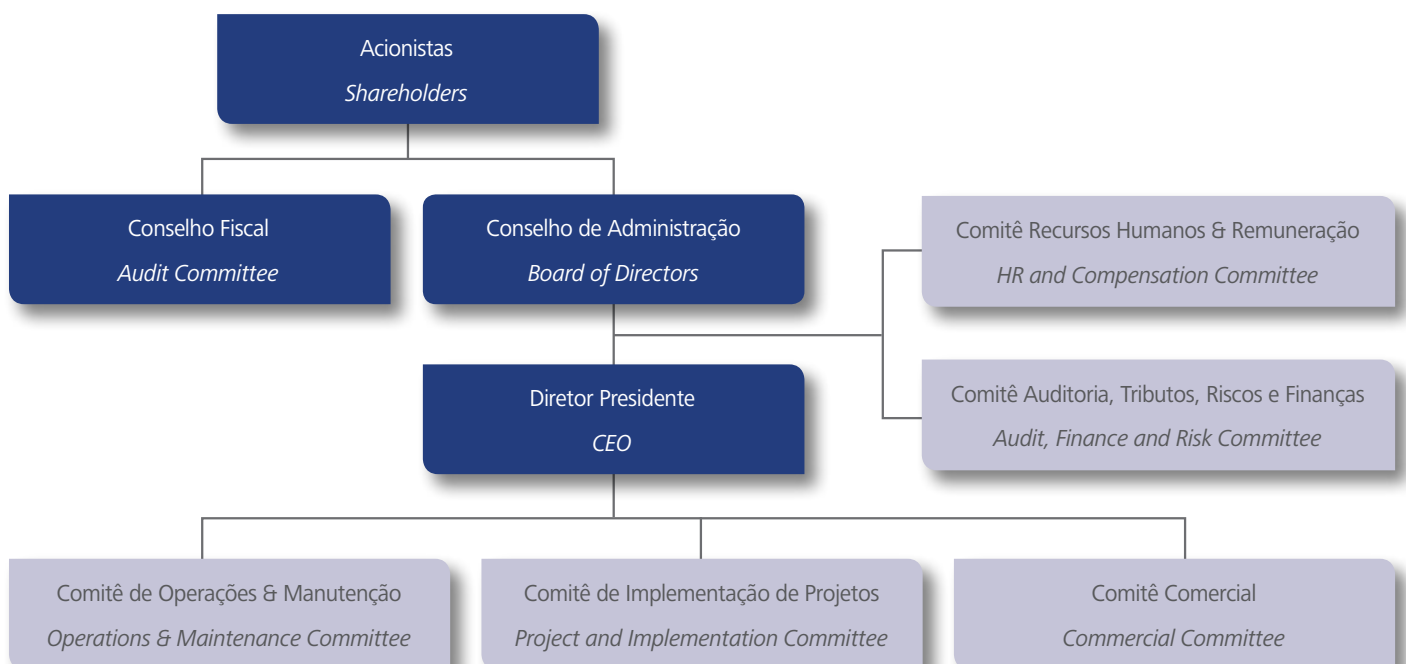 Acionistas
Shareholders
Conselho Fiscal
Audit Committee
Conselho de Administração
Board of Directors
Comitê Recursos Humanos & Remuneração
HR and Compensation Committee
Diretor Presidente
CEO
Comitê Auditoria, Tributos, Riscos e Finanças
Audit, Finance and Risk Committee
Comitê de Operações & Manutenção
Operations & Maintenance Committee
Comitê de Implementação de Projetos
Project and Implementation Committee
Comitê Comercial
Commercial Committee